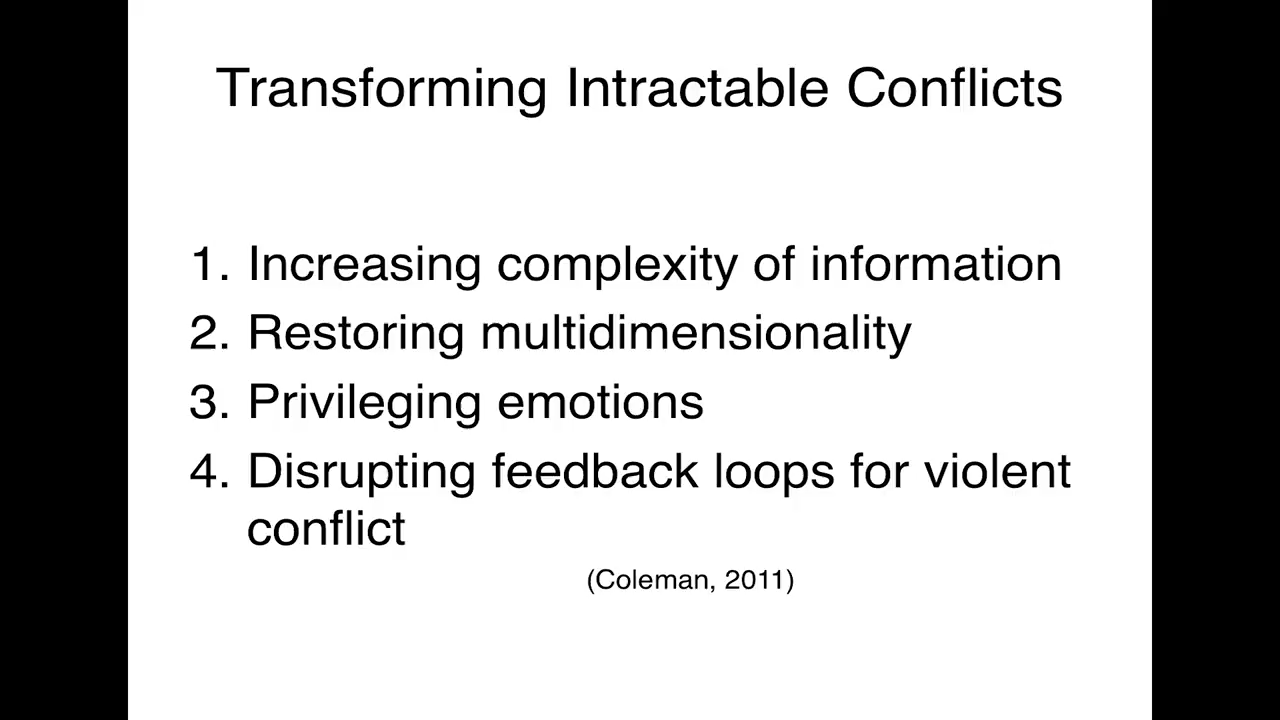 Transforming Intractable Conflicts
1. Increasing complexity of information
2. Restoring multidimensionality
3. Privileging emotions
4. Disrupting feedback loops for violent
conflict
(Coleman, 2011)